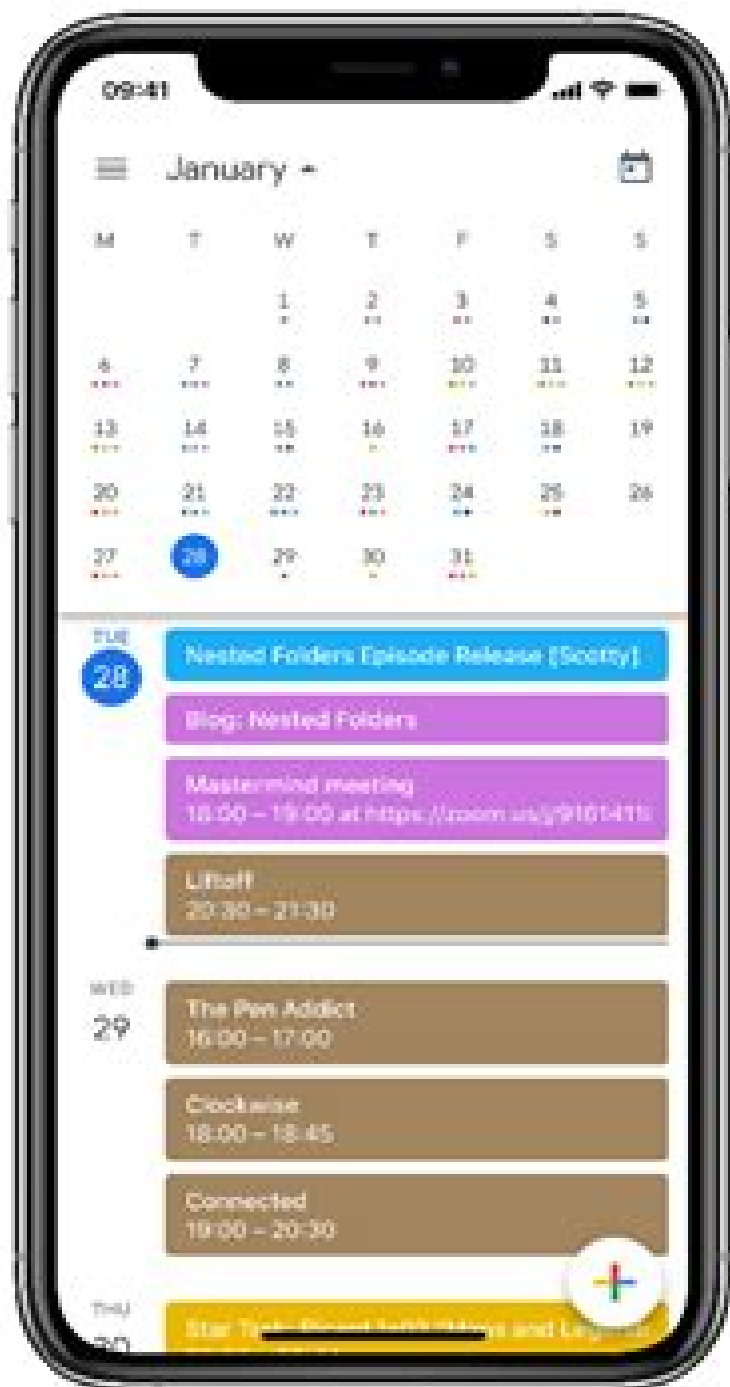 09:41
January
M T W T F S S
1 2 3 4 5
6 7 8 9 10 11 12
13 14 15 16 17 18 19
20 21 22 23 24 25 26
27 28 29 30 31
TUE
28
Nested Folders Episode Release [Scotty]
Blog: Nested Folders
Mastermind meeting
18:00 – 19:00 at https://zoom.us/j/9161411
Liftoff
20:30 – 21:30
WED
29
The Pen Addict
16:00 – 17:00
Clockwise
18:00 – 18:45
Connected
19:00 – 20:30
THU
30
Star and